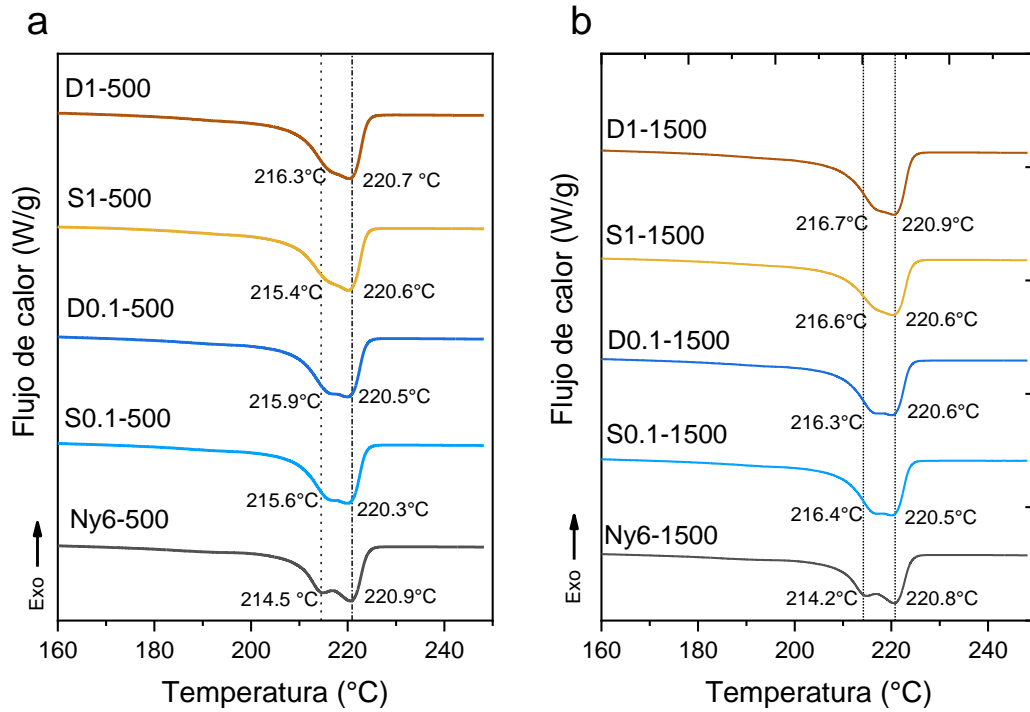 a
D1-500
216.3°C
220.7 °C
S1-500
215.4°C
220.6°C
D0.1-500
215.9°C
220.5°C
S0.1-500
215.6°C
220.3°C
Ny6-500
214.5 °C
220.9°C
Exo
Flujo de calor (W/g)
160 180 200 220 240
Temperatura (°C)
b
D1-1500
216.7°C
220.9°C
S1-1500
216.6°C
220.6°C
D0.1-1500
216.3°C
220.6°C
S0.1-1500
216.4°C
220.5°C
Ny6-1500
214.2°C
220.8°C
Exo
Flujo de calor (W/g)
160 180 200 220 240
Temperatura (°C)